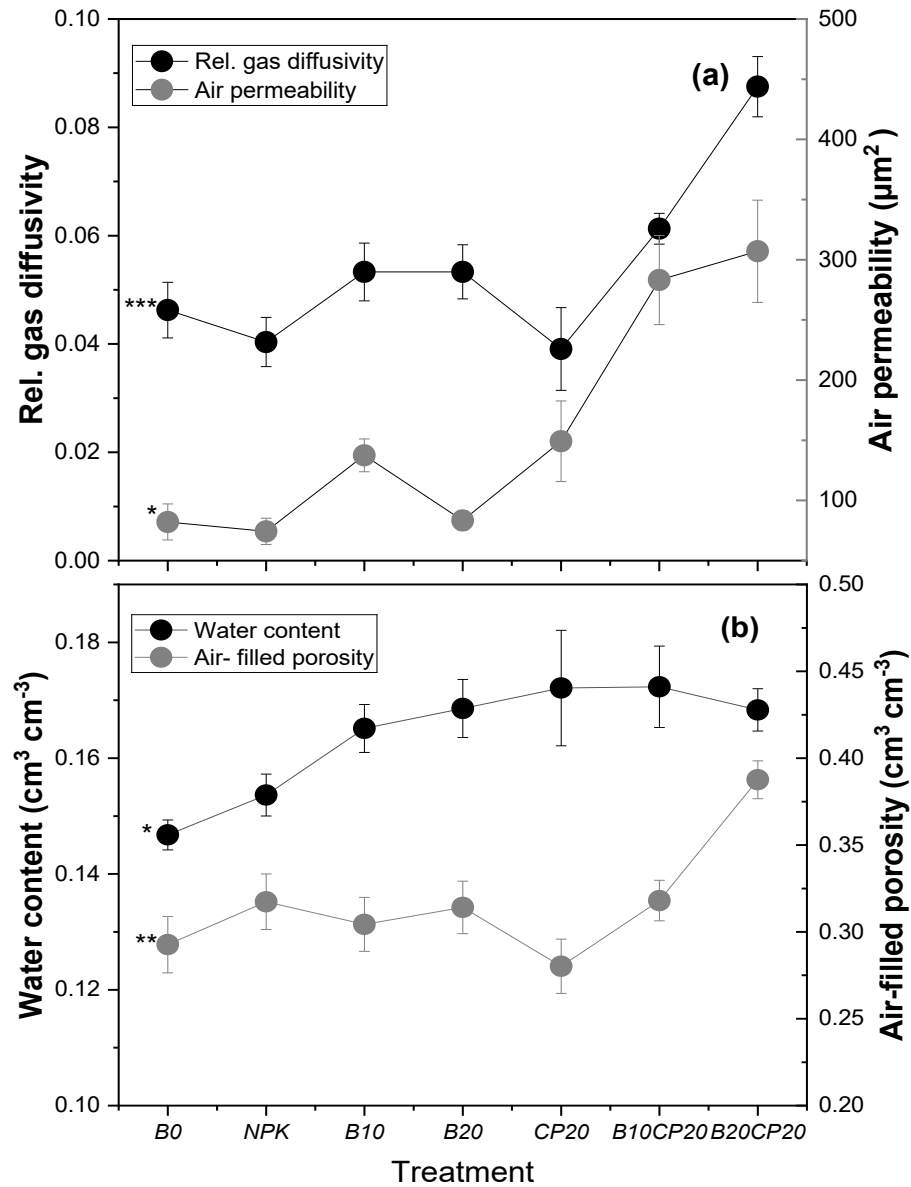 0.10
0.08
0.06
0.04
0.02
0.00
Rel. gas diffusivity
Rel. gas diffusivity
Air permeability
(a)
***
*
500
400
300
200
100
Air permeability (µm²)
0.18
0.16
0.14
0.12
0.10
Water content (cm³ cm⁻³)
Water content
Air- filled porosity
(b)
*
**
0.50
0.45
0.40
0.35
0.30
0.25
0.20
Air-filled porosity (cm³ cm⁻³)
B0 NPK B10 B20 CP20 B10CP20 B20CP20
Treatment